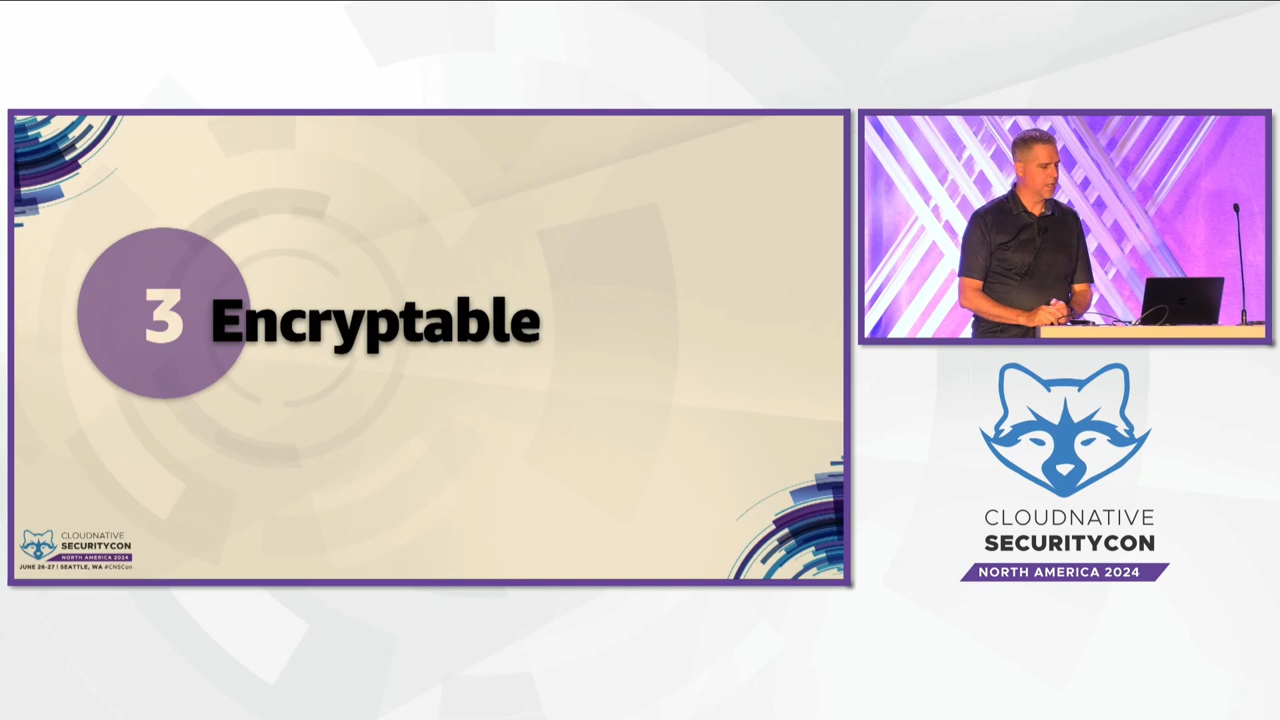 3 Encryptable
CLOUDNATIVE
SECURITYCON
NORTH AMERICA 2024
JUNE 26-27 | SEATTLE, WA #CNSCon
CLOUDNATIVE
SECURITYCON
NORTH AMERICA 2024